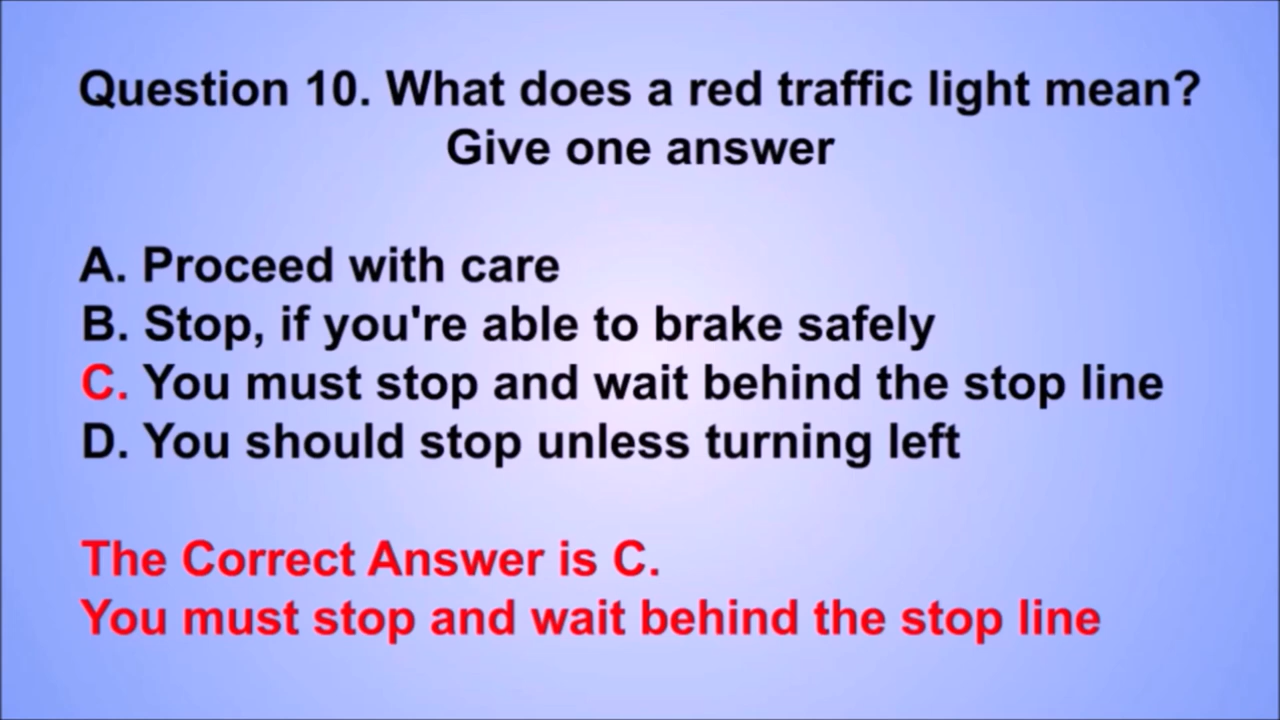 Question 10. What does a red traffic light mean?
Give one answer
A. Proceed with care
B. Stop, if you're able to brake safely
C. You must stop and wait behind the stop line
D. You should stop unless turning left
The Correct Answer is C.
You must stop and wait behind the stop line